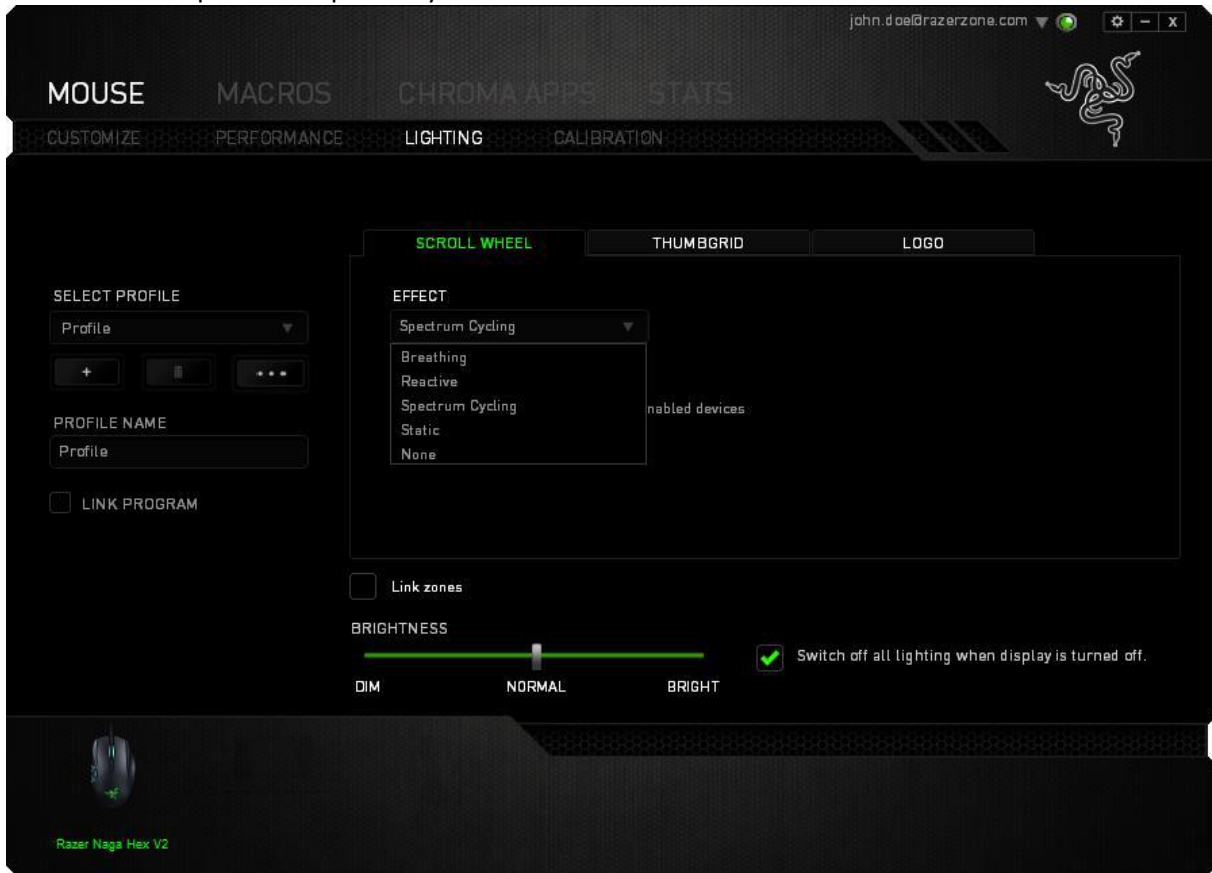 john.doe@razerzone.com
MOUSE MACROS CHROMA APPS STATS
CUSTOMIZE PERFORMANCE LIGHTING CALIBRATION
SCROLL WHEEL THUMBGRID LOGO
SELECT PROFILE
Profile
+
PROFILE NAME
Profile
LINK PROGRAM
EFFECT
Spectrum Cycling
Breathing
Reactive
Spectrum Cycling
Static
None
nabled devices
Link zones
BRIGHTNESS
DIM NORMAL BRIGHT
Switch off all lighting when display is turned off.
Razer Naga Hex V2